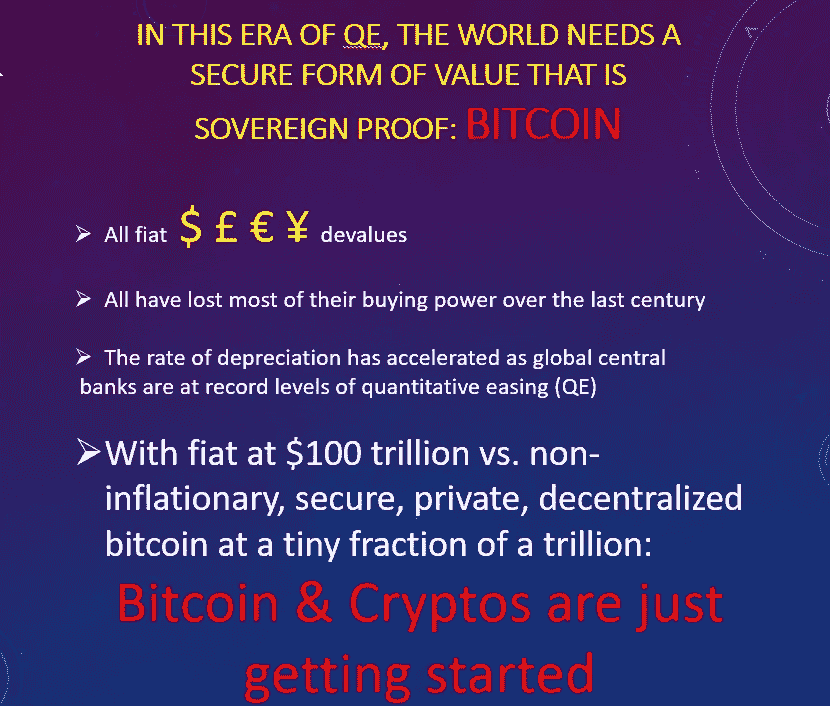 IN THIS ERA OF QE, THE WORLD NEEDS A
SECURE FORM OF VALUE THAT IS
SOVEREIGN PROOF: BITCOIN
➢ All fiat $ £ € ¥ devalues
➢ All have lost most of their buying power over the last century
➢ The rate of depreciation has accelerated as global central
banks are at record levels of quantitative easing (QE)
➢With fiat at $100 trillion vs. non-
inflationary, secure, private, decentralized
bitcoin at a tiny fraction of a trillion:
Bitcoin & Cryptos are just
getting started